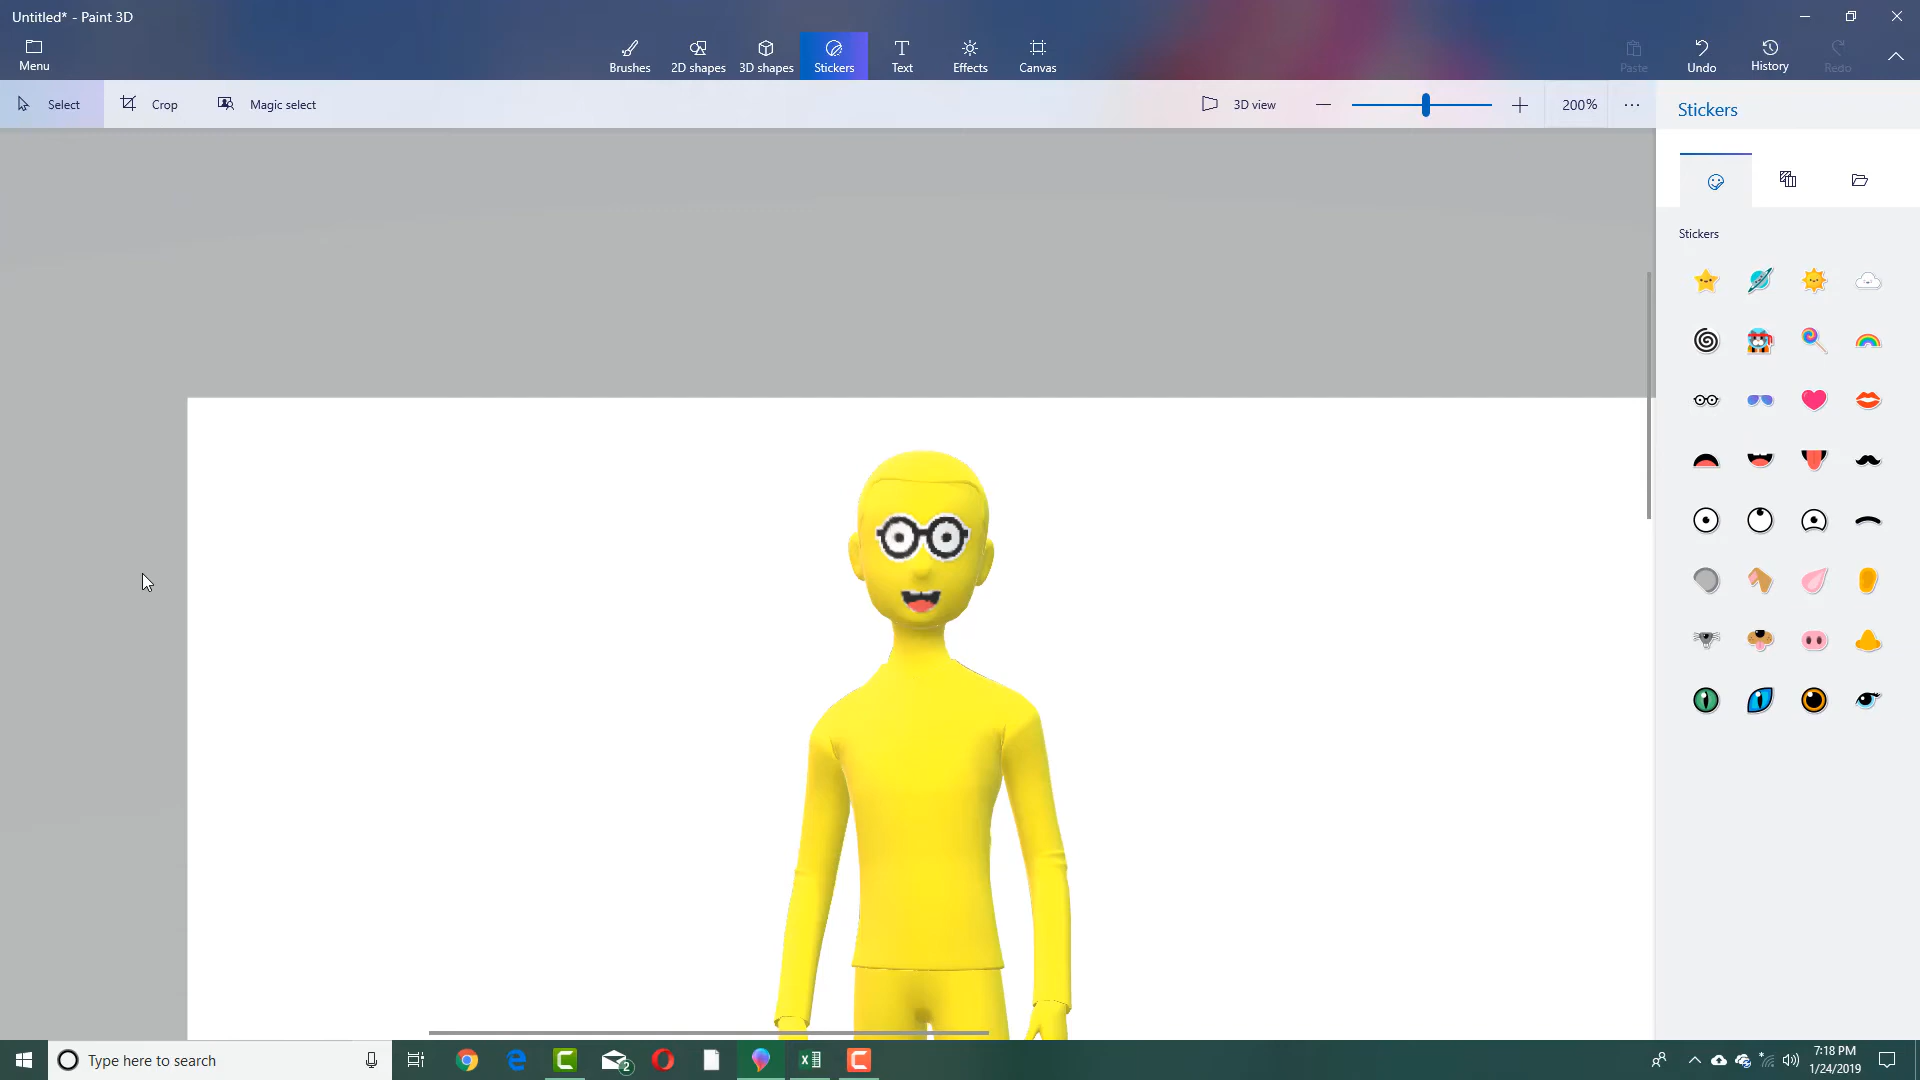 Untitled* - Paint 3D
Menu
Brushes
2D shapes
3D shapes
Stickers
Text
Effects
Canvas
Paste
Undo
History
Redo
Select
Crop
Magic select
3D view
200%
Stickers
Stickers
Type here to search
2
7:18 PM
1/24/2019